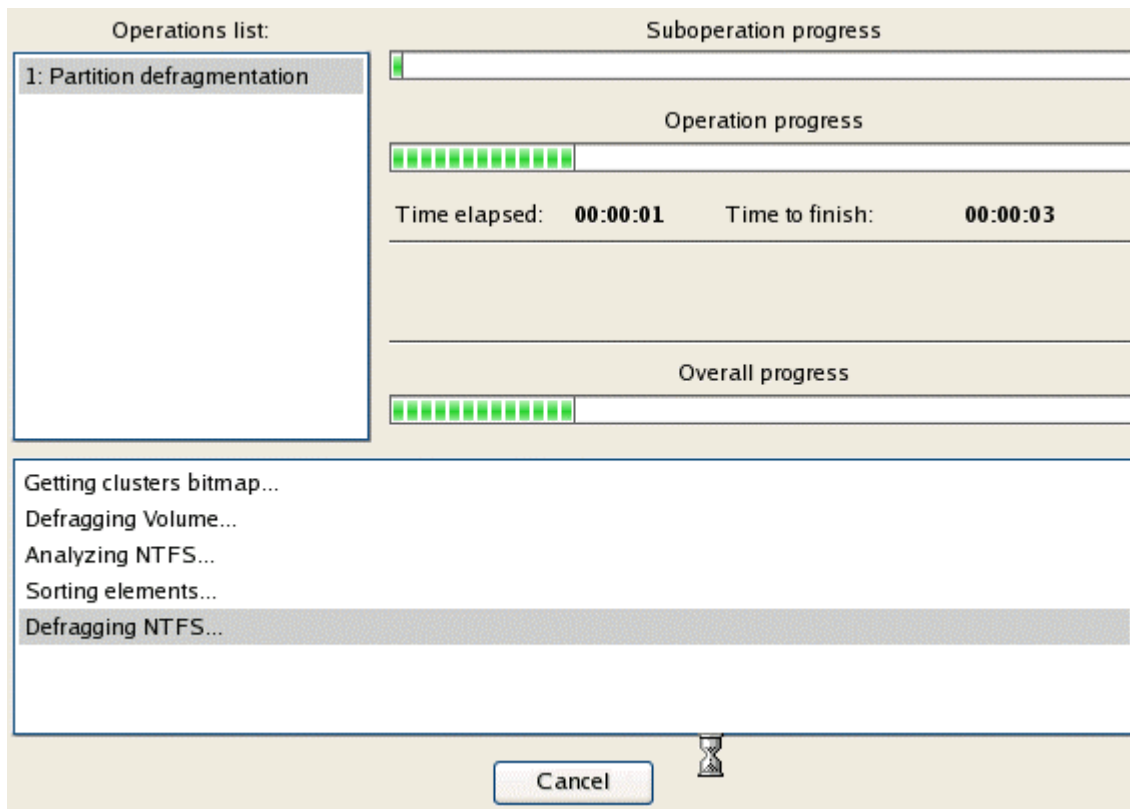 Operations list:
1: Partition defragmentation
Suboperation progress
Operation progress
Time elapsed: 00:00:01 Time to finish: 00:00:03
Overall progress
Getting clusters bitmap...
Defragging Volume...
Analyzing NTFS...
Sorting elements...
Defragging NTFS...
Cancel